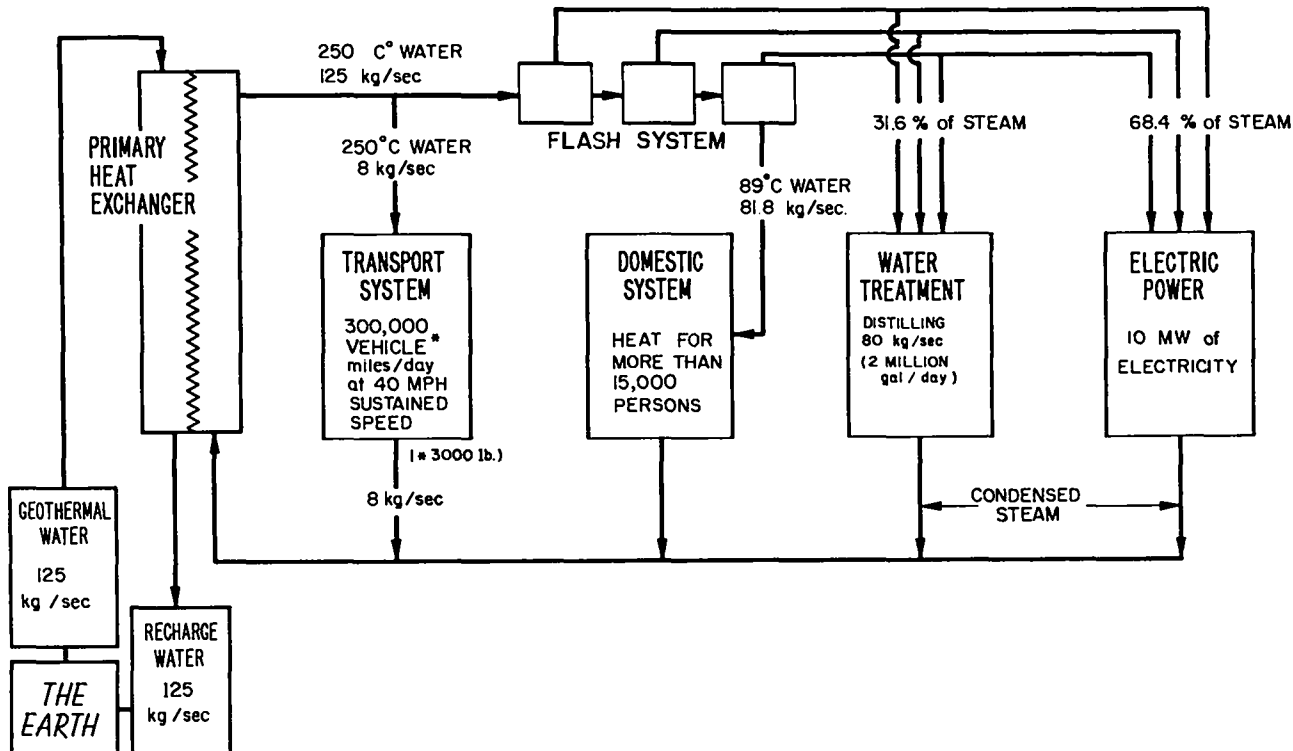 250 C° WATER
125 kg/sec
PRIMARY
HEAT
EXCHANGER
250°C WATER
8 kg/sec
FLASH SYSTEM
31.6 % of STEAM
68.4 % of STEAM
89°C WATER
81.8 kg/sec.
TRANSPORT
SYSTEM
300,000
VEHICLE*
miles/day
at 40 MPH
SUSTAINED
SPEED
(* 3000 lb.)
8 kg/sec
DOMESTIC
SYSTEM
HEAT FOR
MORE THAN
15,000
PERSONS
WATER
TREATMENT
DISTILLING
80 kg/sec
(2 MILLION
gal/day)
ELECTRIC
POWER
10 MW of
ELECTRICITY
CONDENSED
STEAM
GEOTHERMAL
WATER
125
kg/sec
RECHARGE
WATER
125
kg/sec
THE
EARTH